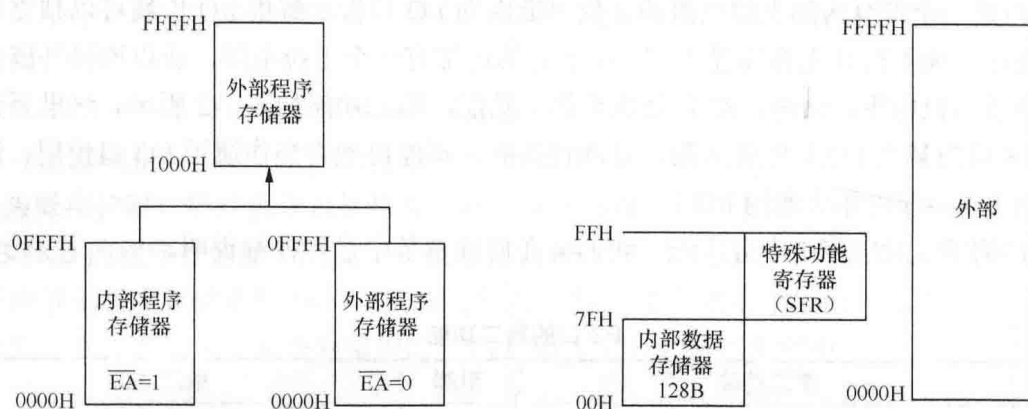 FFFFH
外部程序
存储器
1000H
0FFFH
内部程序
存储器
EA=1
0000H
0FFFH
外部程序
存储器
EA=0
0000H
FFFFH
外部
0000H
FFH
特殊功能
寄存器
（SFR）
7FH
内部数据
存储器
128B
00H